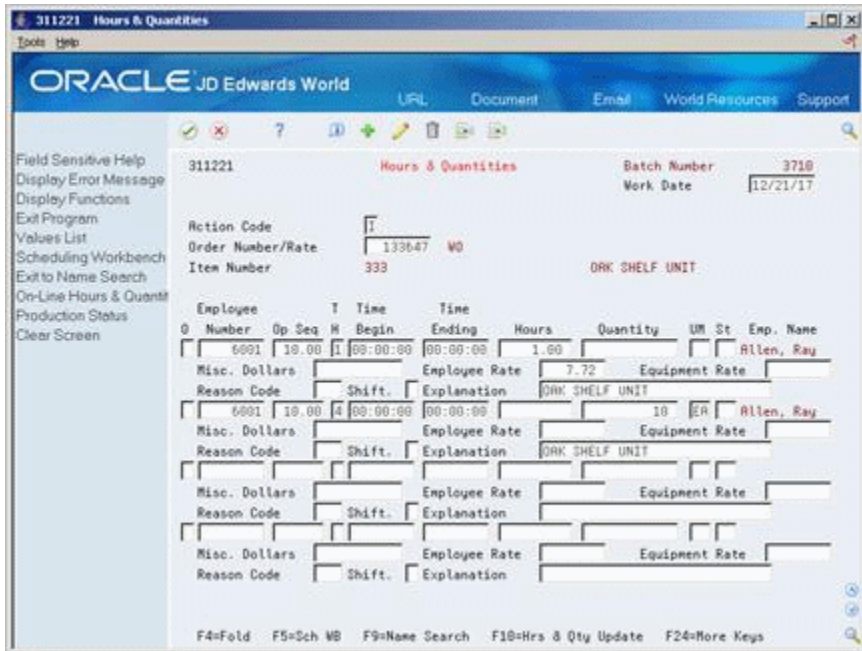 311221 Hours & Quantities
Tools Help
ORACLE JD Edwards World
URL Document Email World Resources Support
Field Sensitive Help
Display Error Message
Display Functions
Exit Program
Values List
Scheduling Workbench
Exit to Name Search
On-Line Hours & Quantit
Production Status
Clear Screen
311221 Hours & Quantities Batch Number 3710
Work Date 12/21/17
Action Code I
Order Number/Rate 133647 WO
Item Number 333 OAK SHELF UNIT
Employee T Time Time
O Number Op Seq H Begin Ending Hours Quantity UM St Emp. Name
6001 10.00 1 00:00:00 00:00:00 1.00 Allen, Ray
Misc. Dollars Employee Rate 7.72 Equipment Rate
Reason Code Shift. Explanation OAK SHELF UNIT
6001 10.00 4 00:00:00 00:00:00 10 EA Allen, Ray
Misc. Dollars Employee Rate Equipment Rate
Reason Code Shift. Explanation OAK SHELF UNIT
Misc. Dollars Employee Rate Equipment Rate
Reason Code Shift. Explanation
Misc. Dollars Employee Rate Equipment Rate
Reason Code Shift. Explanation
F4=Fold F5=Sch WB F9=Name Search F10=Hrs & Qty Update F24=More Keys